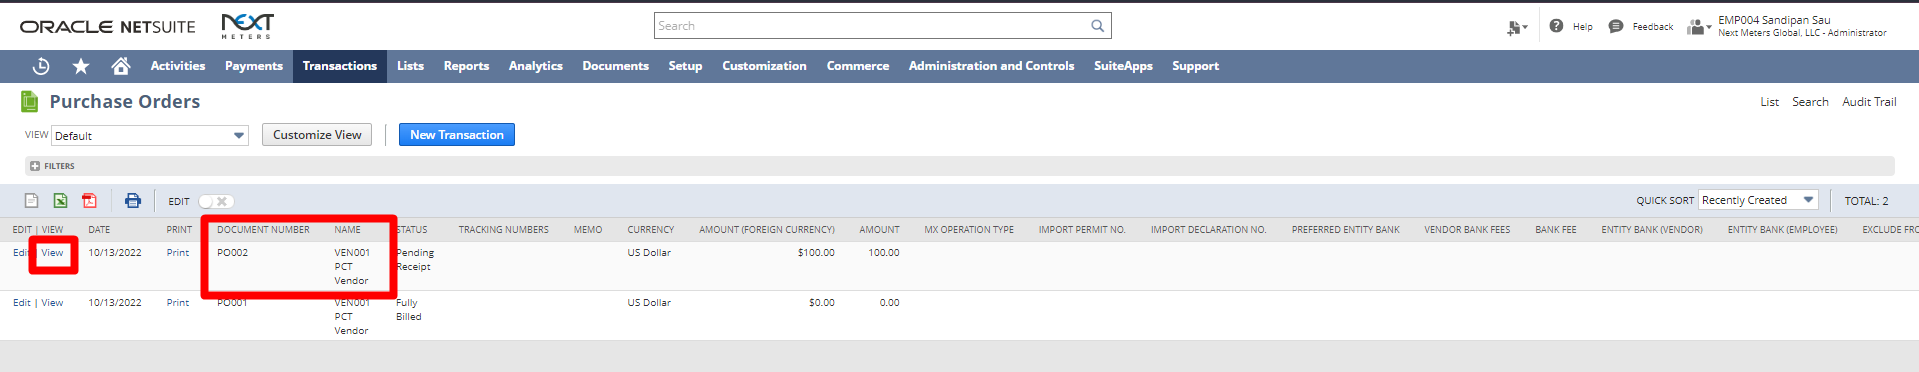 ORACLE NETSUITE
NEXT
METERS
Search
Help
Feedback
EMP004 Sandipan Sau
Next Meters Global, LLC - Administrator
Activities Payments Transactions Lists Reports Analytics Documents Setup Customization Commerce Administration and Controls SuiteApps Support
Purchase Orders
List Search Audit Trail
VIEW Default Customize View New Transaction
FILTERS
EDIT
QUICK SORT Recently Created TOTAL: 2
EDIT | VIEW DATE PRINT DOCUMENT NUMBER NAME STATUS TRACKING NUMBERS MEMO CURRENCY AMOUNT (FOREIGN CURRENCY) AMOUNT MX OPERATION TYPE IMPORT PERMIT NO. IMPORT DECLARATION NO. PREFERRED ENTITY BANK VENDOR BANK FEES BANK FEE ENTITY BANK (VENDOR) ENTITY BANK (EMPLOYEE) EXCLUDE FRO
Edit | View 10/13/2022 Print PO002 VEN001 Pending US Dollar $100.00 100.00
PCT Receipt
Vendor
Edit | View 10/13/2022 Print PO001 VEN001 Fully US Dollar $0.00 0.00
PCT Billed
Vendor